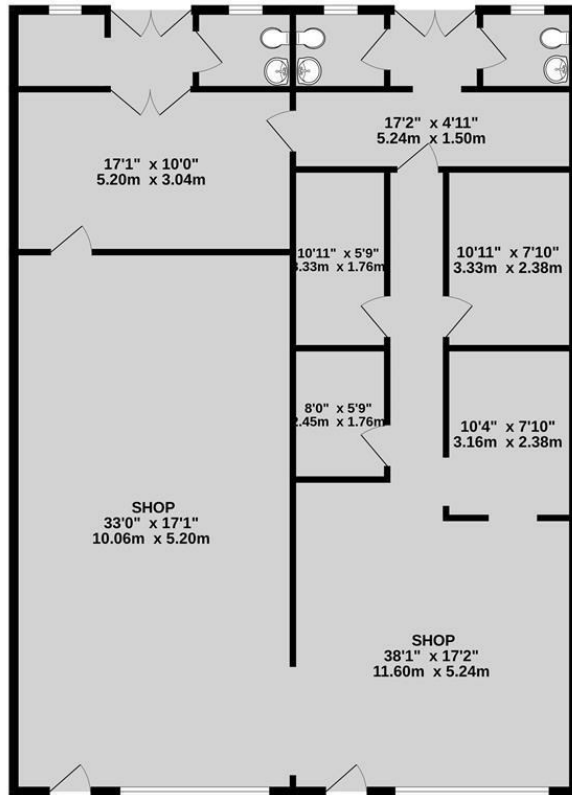 17'2" x 4'11"
5.24m x 1.50m
17'1" x 10'0"
5.20m x 3.04m
10'11" x 5'9"
3.33m x 1.76m
10'11" x 7'10"
3.33m x 2.38m
8'0" x 5'9"
2.45m x 1.76m
10'4" x 7'10"
3.16m x 2.38m
SHOP
33'0" x 17'1"
10.06m x 5.20m
SHOP
38'1" x 17'2"
11.60m x 5.24m